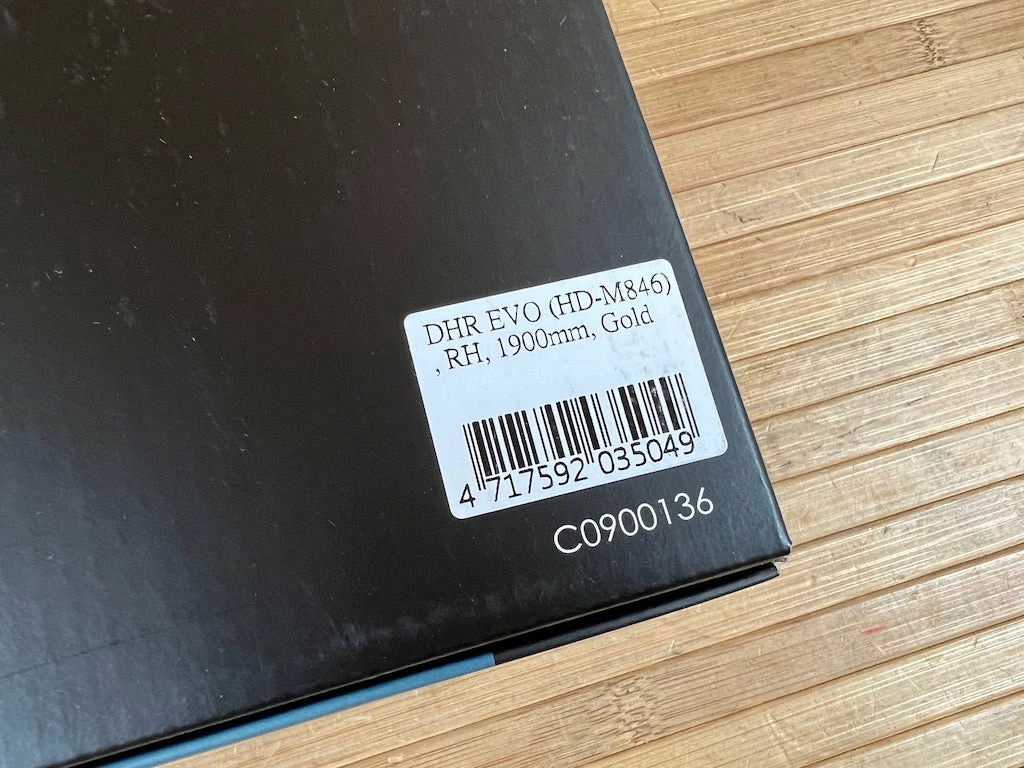 DHR EVO (HD-M846)
, RH, 1900mm, Gold
4 717592 035049
C0900136